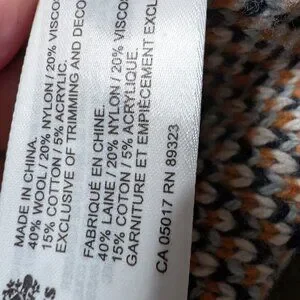 MADE IN CHINA.
40% WOOL / 20% NYLON / 20% VISCO
15% COTTON / 5% ACRYLIC.
EXCLUSIVE OF TRIMMING AND DECO
FABRIQUÉ EN CHINE.
40% LAINE / 20% NYLON / 20% VISCO
15% COTON / 5% ACRYLIQUE.
GARNITURE ET EMPIÈCEMENT EXCL
CA 05017 RN 89323